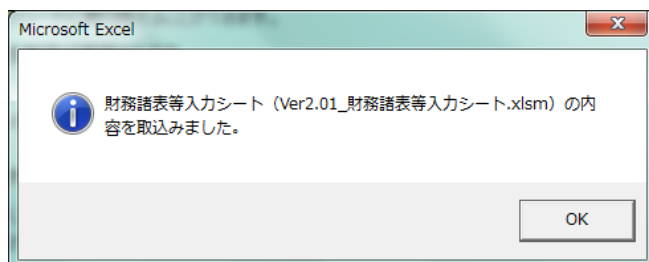 Microsoft Excel
財務諸表等入力シート（Ver2.01_財務諸表等入力シート.xlsm）の内
容を取込みました。
OK